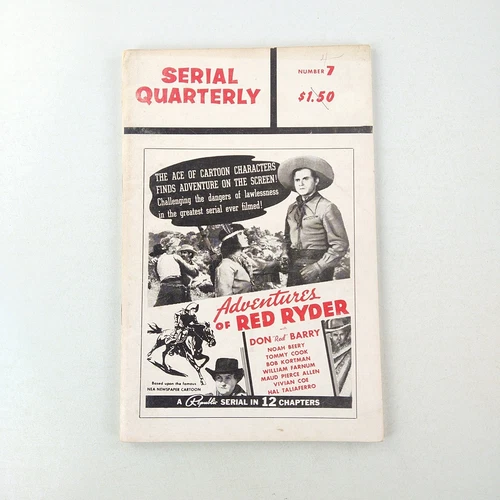 SERIAL
QUARTERLY
NUMBER 7
$1.50
THE ACE OF CARTOON CHARACTERS
FINDS ADVENTURE ON THE SCREEN!
Challenging the dangers of lawlessness
in the greatest serial ever filmed!
Adventures
OF RED RYDER
with
DON "Red" BARRY
NOAH BEERY
TOMMY COOK
BOB KORTMAN
WILLIAM FARNUM
MAUD PIERCE ALLEN
VIVIAN COE
HAL TALIAFERRO
Based upon the famous
NEA NEWSPAPER CARTOON
A Republic SERIAL IN 12 CHAPTERS